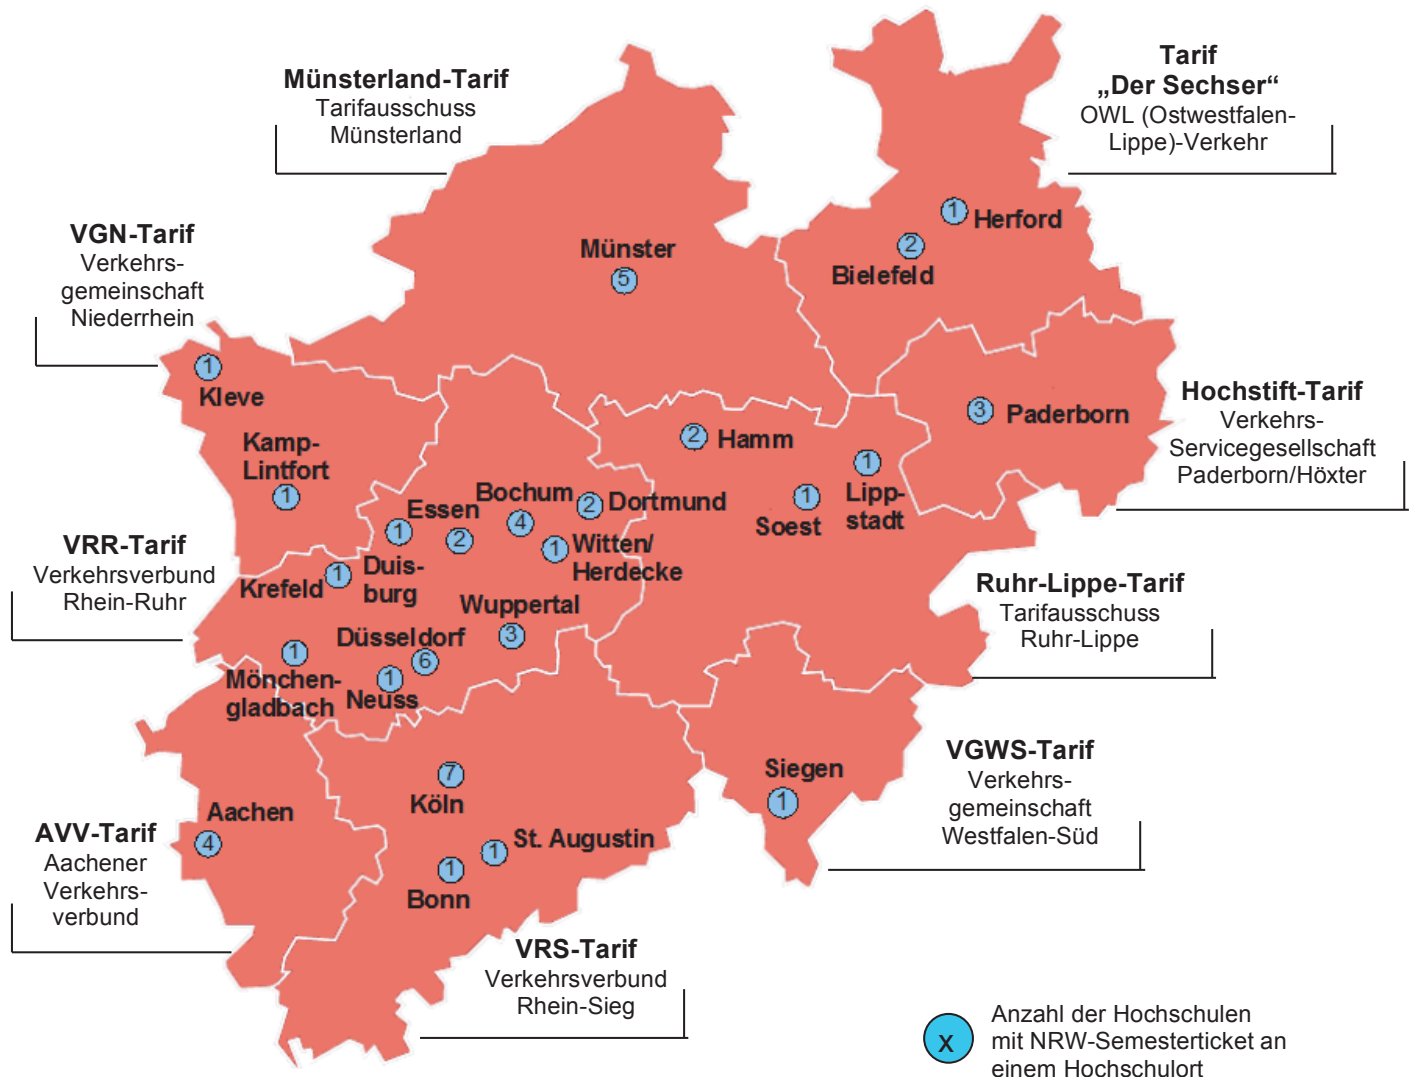 Münsterland-Tarif
Tarifausschuss
Münsterland
Tarif
„Der Sechser“
OWL (Ostwestfalen-
Lippe)-Verkehr
VGN-Tarif
Verkehrs-
gemeinschaft
Niederrhein
1
Herford
2
Bielefeld
Münster
5
1
Kleve
Kamp-
Lintfort
1
Hochstift-Tarif
Verkehrs-
Servicegesellschaft
Paderborn/Höxter
3
Paderborn
2
Hamm
1
Lipp-
stadt
1
Soest
Essen
2
Bochum
4
2
Dortmund
1
Witten/
Herdecke
1
Duis-
burg
Krefeld
1
VRR-Tarif
Verkehrsverbund
Rhein-Ruhr
Wuppertal
3
Düsseldorf
6
1
Neuss
1
Mönchen-
gladbach
Ruhr-Lippe-Tarif
Tarifausschuss
Ruhr-Lippe
Siegen
1
VGWS-Tarif
Verkehrs-
gemeinschaft
Westfalen-Süd
7
Köln
Aachen
4
1
St. Augustin
1
Bonn
AVV-Tarif
Aachener
Verkehrs-
verbund
VRS-Tarif
Verkehrsverbund
Rhein-Sieg
x
Anzahl der Hochschulen
mit NRW-Semesterticket an
einem Hochschulort